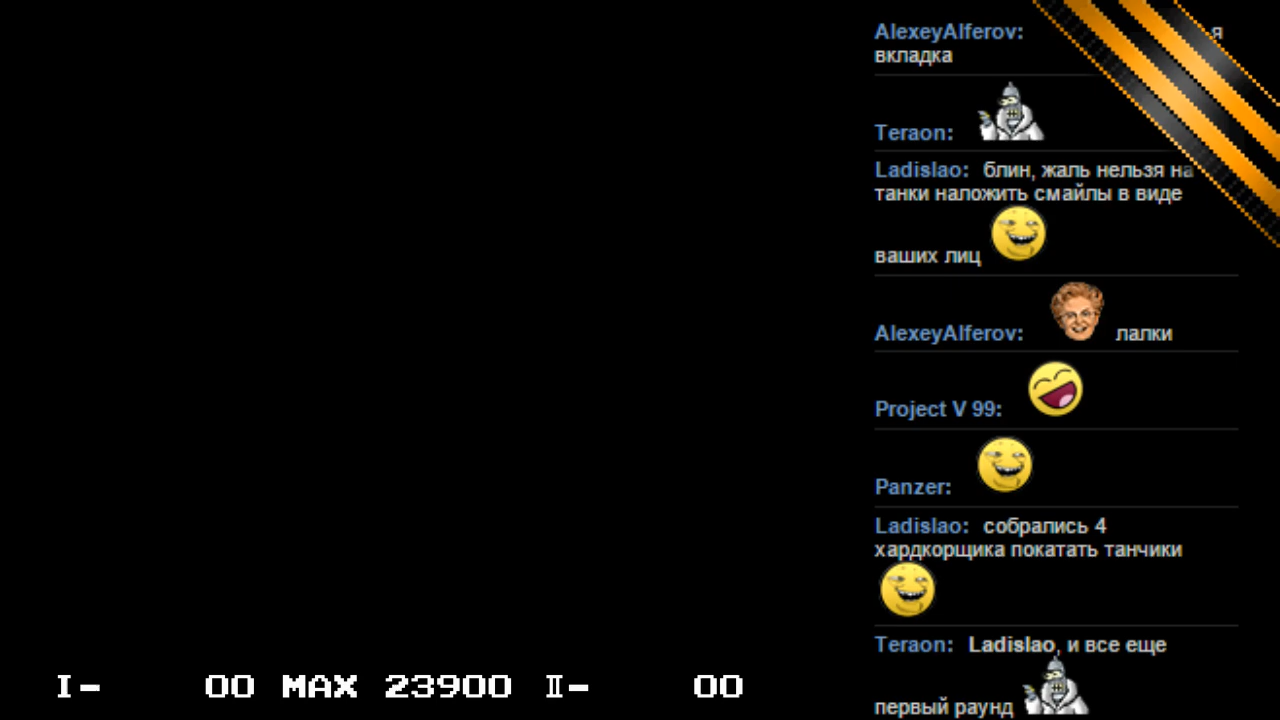 AlexeyAlferov: я
вкладка
Teraon:
Ladislao: блин, жаль нельзя на
танки наложить смайлы в виде
ваших лиц
AlexeyAlferov: лалки
Project V 99:
Panzer:
Ladislao: собрались 4
хардкорщика покатать танчики
Teraon: Ladislao, и все еще
первый раунд
I- 00 MAX 23900 II- 00